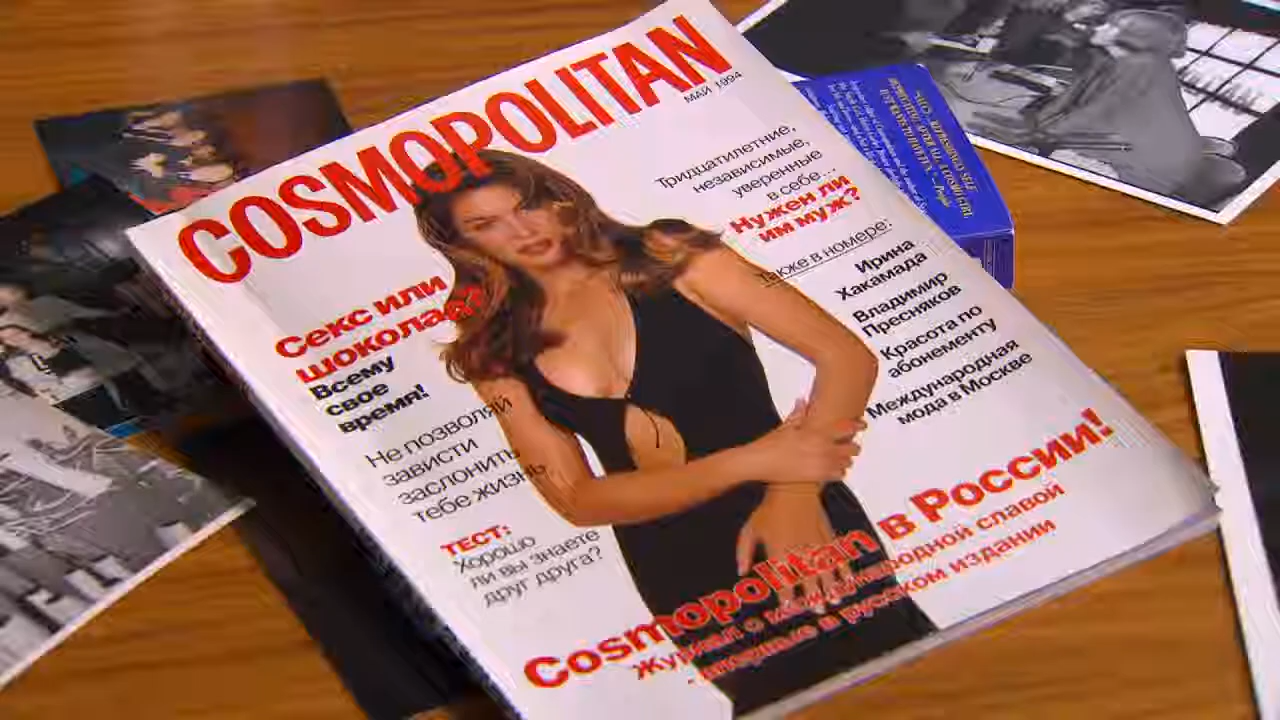 COSMOPOLITAN
МАЙ 1994
Тридцатилетние,
независимые,
уверенные
в себе...
Нужен ли
им муж?
Также в номере:
Ирина
Хакамада
Владимир
Пресняков
Красота по
абонементу
Международная
мода в Москве
Секс или
шоколад?
Всему
свое
время!
Не позволяй
зависти
заслонить
тебе жизнь
ТЕСТ:
Хорошо
ли вы знаете
друг друга?
Cosmopolitan в России!
Журнал с международной славой
- впервые в русском издании